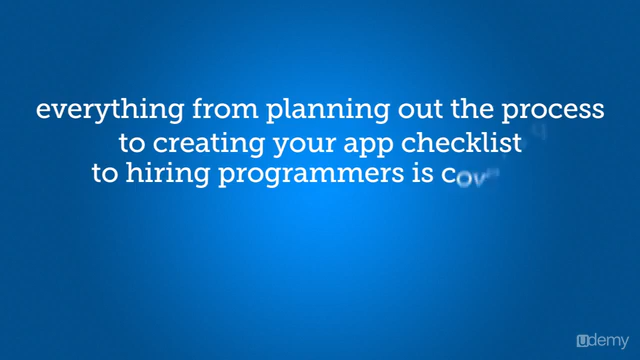 everything from planning out the process
to creating your app checklist
to hiring programmers is
udemy